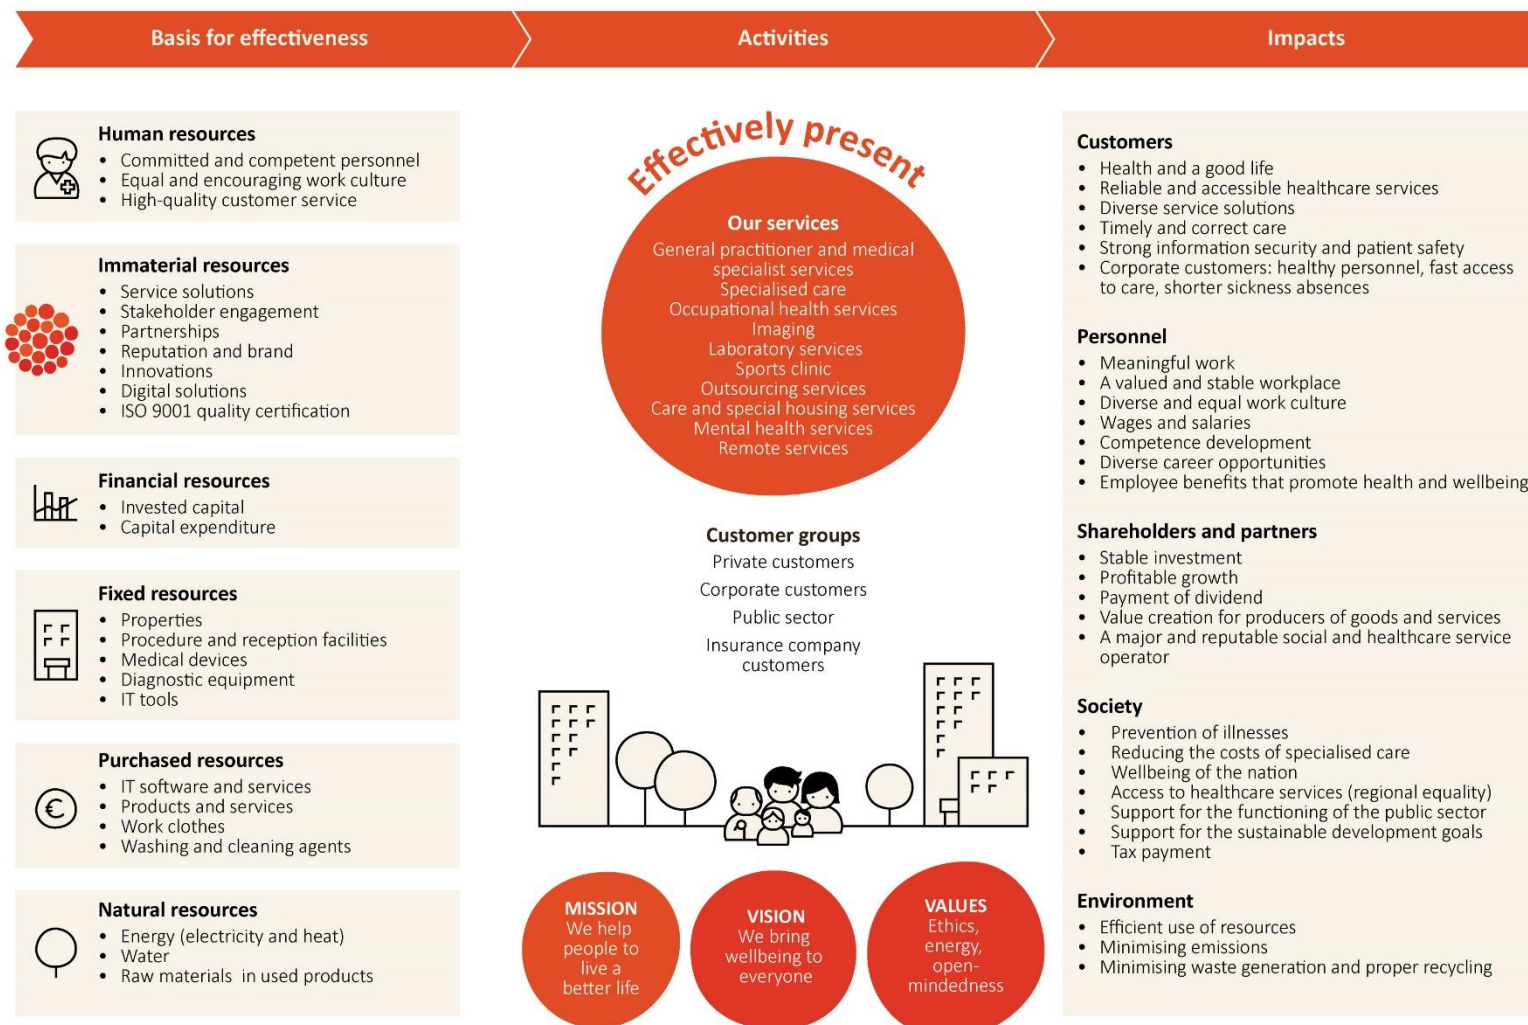 Basis for effectiveness
Activities
Impacts
Human resources
• Committed and competent personnel
• Equal and encouraging work culture
• High-quality customer service
Immaterial resources
• Service solutions
• Stakeholder engagement
• Partnerships
• Reputation and brand
• Innovations
• Digital solutions
• ISO 9001 quality certification
Financial resources
• Invested capital
• Capital expenditure
Fixed resources
• Properties
• Procedure and reception facilities
• Medical devices
• Diagnostic equipment
• IT tools
Purchased resources
• IT software and services
• Products and services
• Work clothes
• Washing and cleaning agents
€
Natural resources
• Energy (electricity and heat)
• Water
• Raw materials in used products
Effectively present
Our services
General practitioner and medical
specialist services
Specialised care
Occupational health services
Imaging
Laboratory services
Sports clinic
Outsourcing services
Care and special housing services
Mental health services
Remote services
Customer groups
Private customers
Corporate customers
Public sector
Insurance company
customers
MISSION
We help
people to
live a
better life
VISION
We bring
wellbeing to
everyone
VALUES
Ethics,
energy,
open-
mindedness
Customers
• Health and a good life
• Reliable and accessible healthcare services
• Diverse service solutions
• Timely and correct care
• Strong information security and patient safety
• Corporate customers: healthy personnel, fast access
to care, shorter sickness absences
Personnel
• Meaningful work
• A valued and stable workplace
• Diverse and equal work culture
• Wages and salaries
• Competence development
• Diverse career opportunities
• Employee benefits that promote health and wellbeing
Shareholders and partners
• Stable investment
• Profitable growth
• Payment of dividend
• Value creation for producers of goods and services
• A major and reputable social and healthcare service
operator
Society
• Prevention of illnesses
• Reducing the costs of specialised care
• Wellbeing of the nation
• Access to healthcare services (regional equality)
• Support for the functioning of the public sector
• Support for the sustainable development goals
• Tax payment
Environment
• Efficient use of resources
• Minimising emissions
• Minimising waste generation and proper recycling